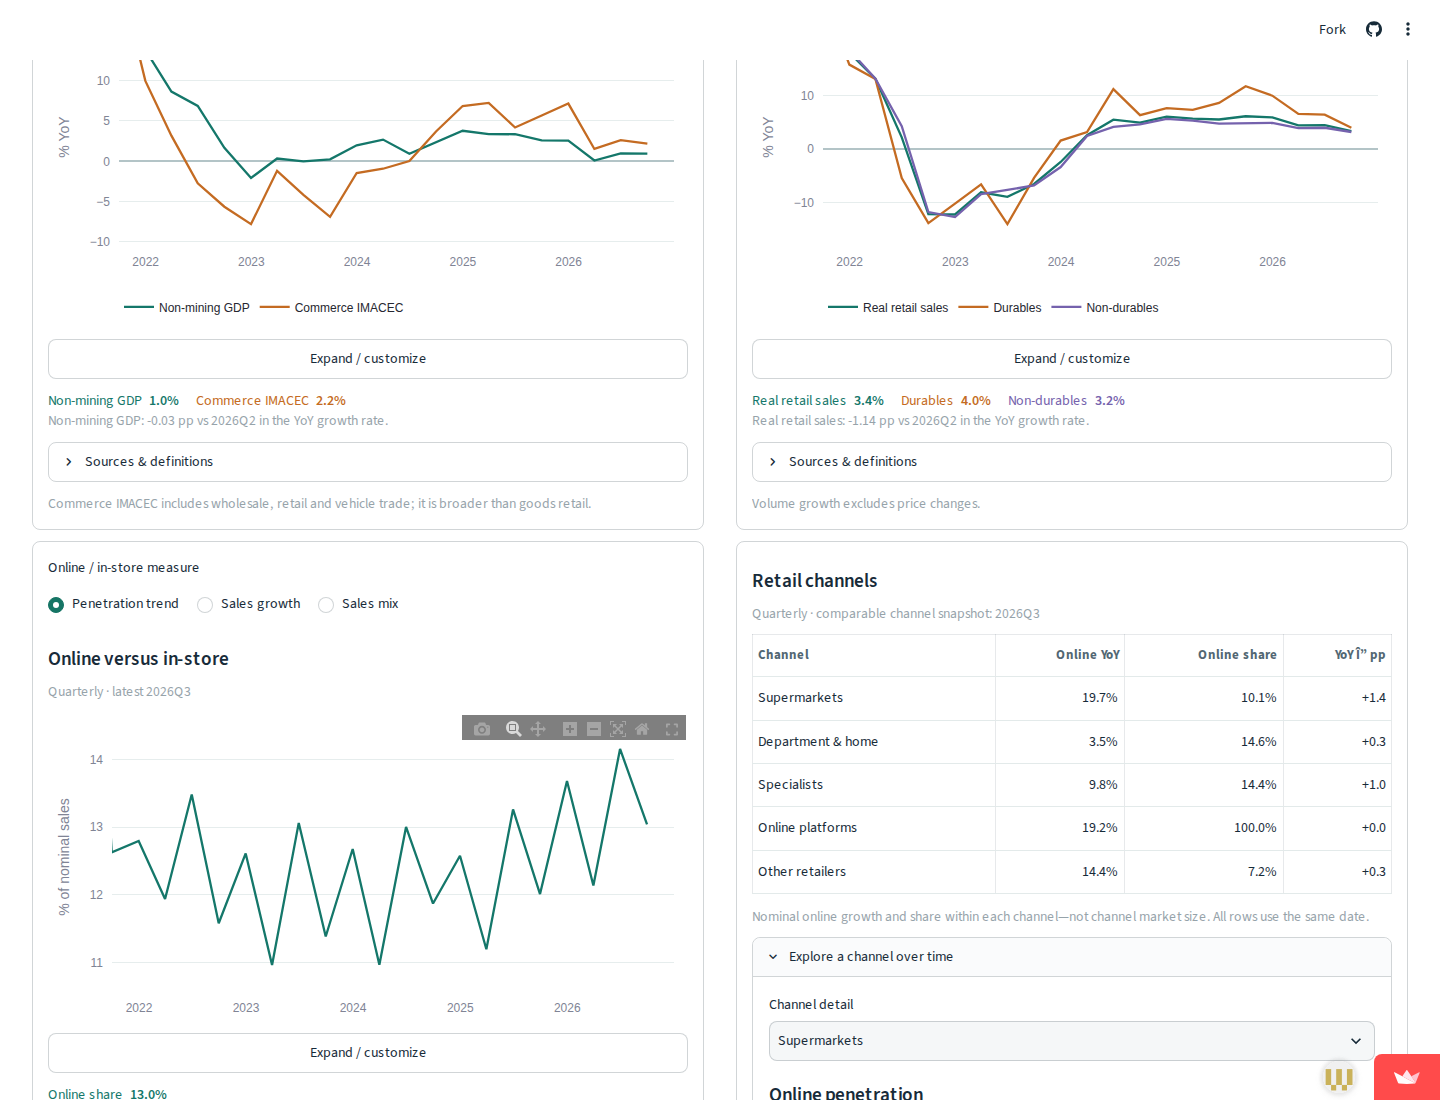 Fork
10
5
0
−5
−10
% YoY
2022 2023 2024 2025 2026
Non-mining GDP Commerce IMACEC
Expand / customize
Non-mining GDP 1.0% Commerce IMACEC 2.2%
Non-mining GDP: -0.03 pp vs 2026Q2 in the YoY growth rate.
Sources & definitions
Commerce IMACEC includes wholesale, retail and vehicle trade; it is broader than goods retail.
10
0
−10
% YoY
2022 2023 2024 2025 2026
Real retail sales Durables Non-durables
Expand / customize
Real retail sales 3.4% Durables 4.0% Non-durables 3.2%
Real retail sales: -1.14 pp vs 2026Q2 in the YoY growth rate.
Sources & definitions
Volume growth excludes price changes.
Online / in-store measure
Penetration trend Sales growth Sales mix
Online versus in-store
Quarterly · latest 2026Q3
14
13
12
11
% of nominal sales
2022 2023 2024 2025 2026
Expand / customize
Online share 13.0%
Retail channels
Quarterly · comparable channel snapshot: 2026Q3
Channel Online YoY Online share YoY Î” pp
Supermarkets 19.7% 10.1% +1.4
Department & home 3.5% 14.6% +0.3
Specialists 9.8% 14.4% +1.0
Online platforms 19.2% 100.0% +0.0
Other retailers 14.4% 7.2% +0.3
Nominal online growth and share within each channel—not channel market size. All rows use the same date.
Explore a channel over time
Channel detail
Supermarkets
Online penetration